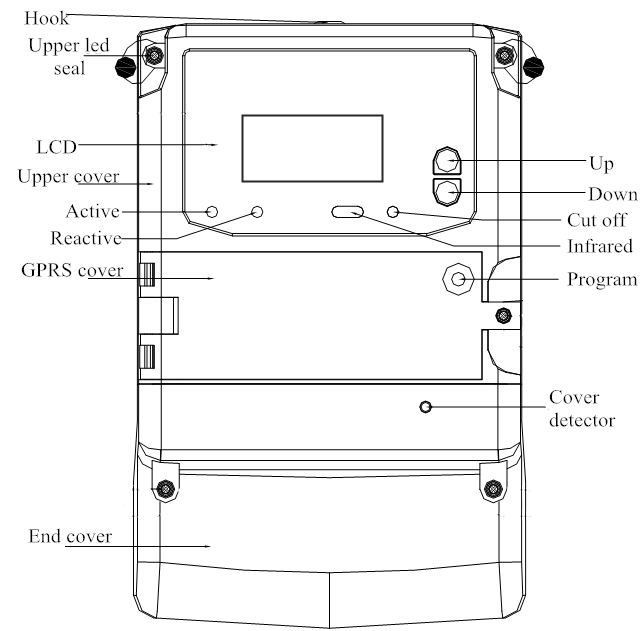 Hook
Upper led
seal
LCD
Upper cover
Active
Reactive
GPRS cover
End cover
Up
Down
Cut off
Infrared
Program
Cover
detector